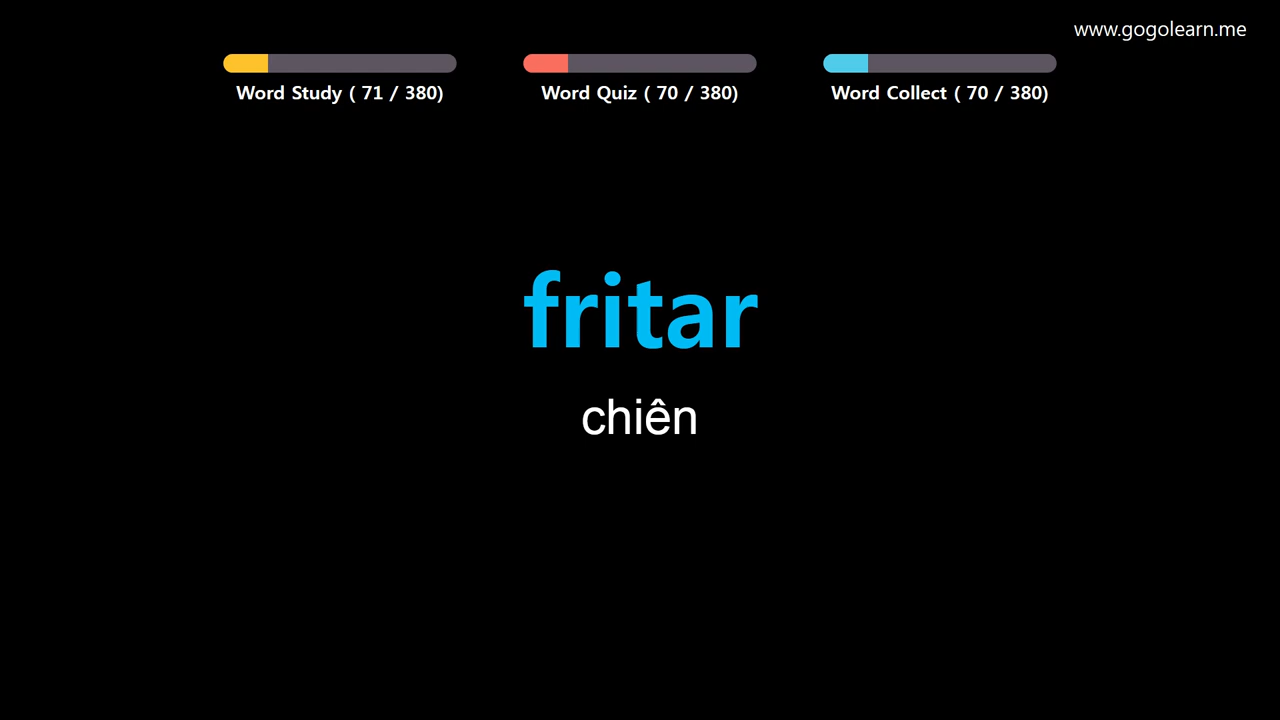 www.gogolearn.me
Word Study ( 71 / 380)
Word Quiz ( 70 / 380)
Word Collect ( 70 / 380)
fritar
chiên